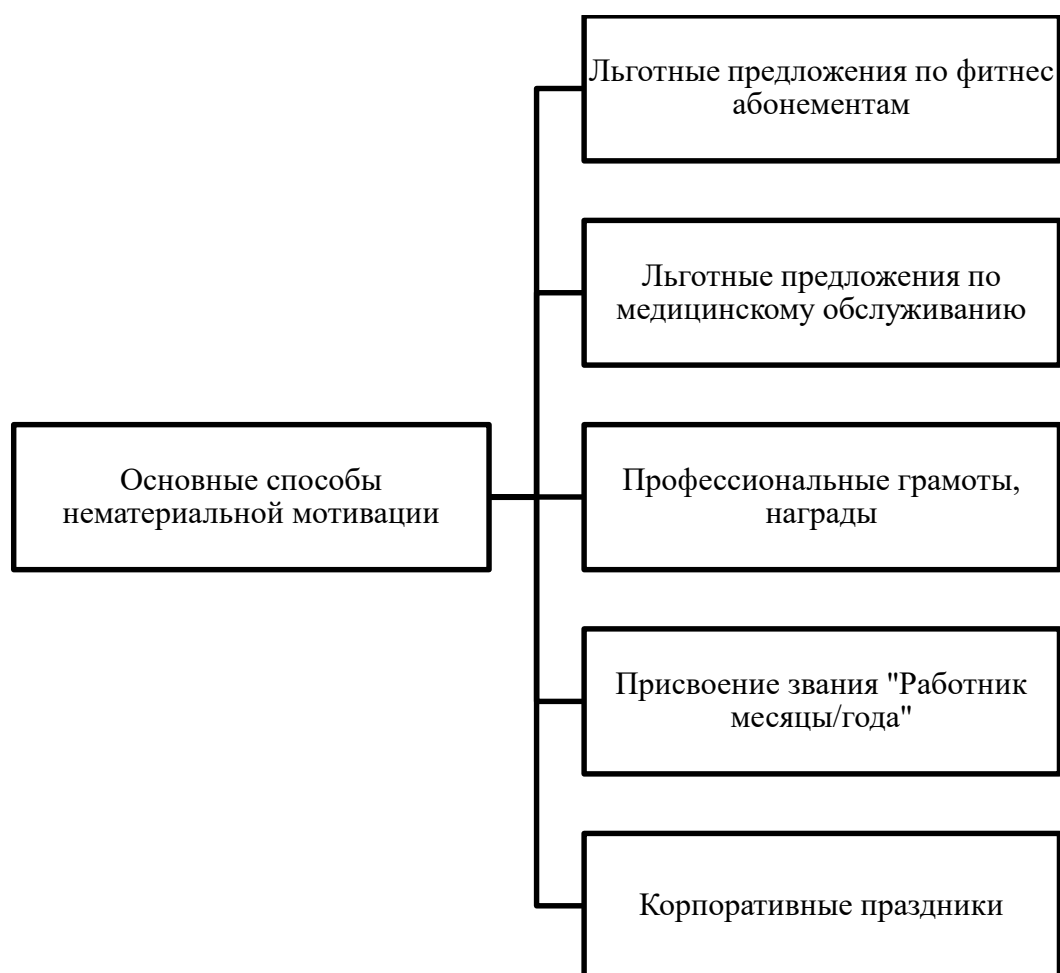 Льготные предложения по фитнес
абонементам
Льготные предложения по
медицинскому обслуживанию
Основные способы
нематериальной мотивации
Профессиональные грамоты,
награды
Присвоение звания "Работник
месяцы/года"
Корпоративные праздники